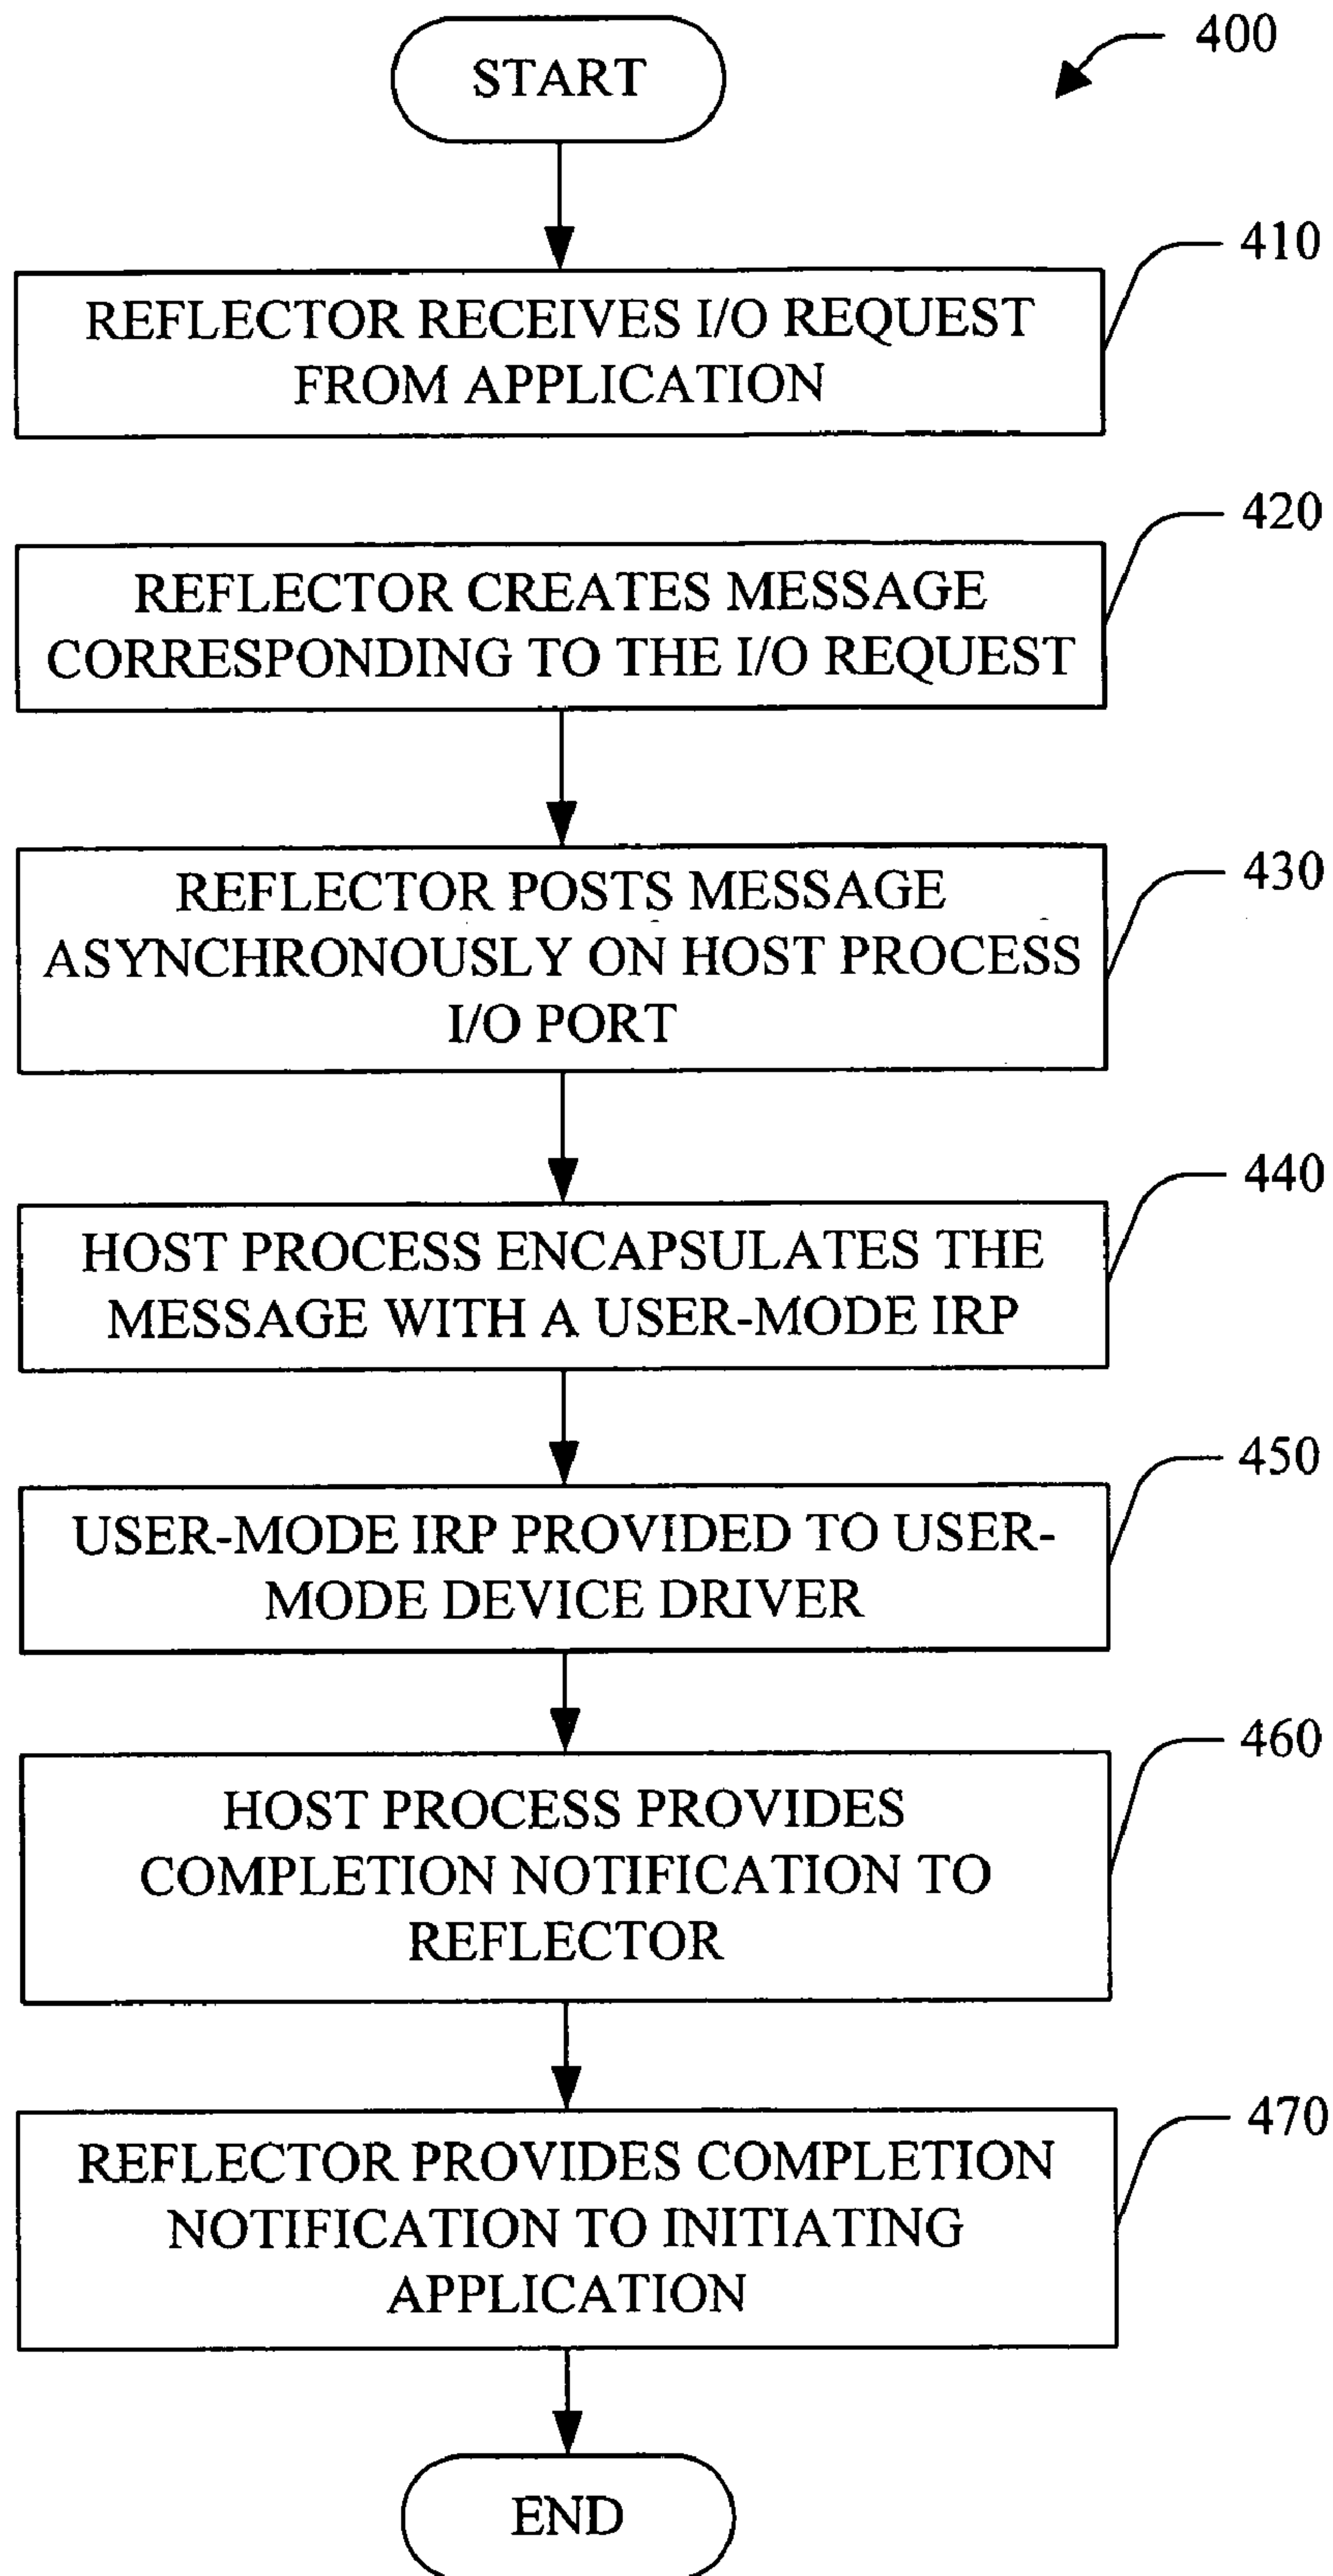 START
400
410
REFLECTOR RECEIVES I/O REQUEST
FROM APPLICATION
420
REFLECTOR CREATES MESSAGE
CORRESPONDING TO THE I/O REQUEST
430
REFLECTOR POSTS MESSAGE
ASYNCHRONOUSLY ON HOST PROCESS
I/O PORT
440
HOST PROCESS ENCAPSULATES THE
MESSAGE WITH A USER-MODE IRP
450
USER-MODE IRP PROVIDED TO USER-
MODE DEVICE DRIVER
460
HOST PROCESS PROVIDES
COMPLETION NOTIFICATION TO
REFLECTOR
470
REFLECTOR PROVIDES COMPLETION
NOTIFICATION TO INITIATING
APPLICATION
END